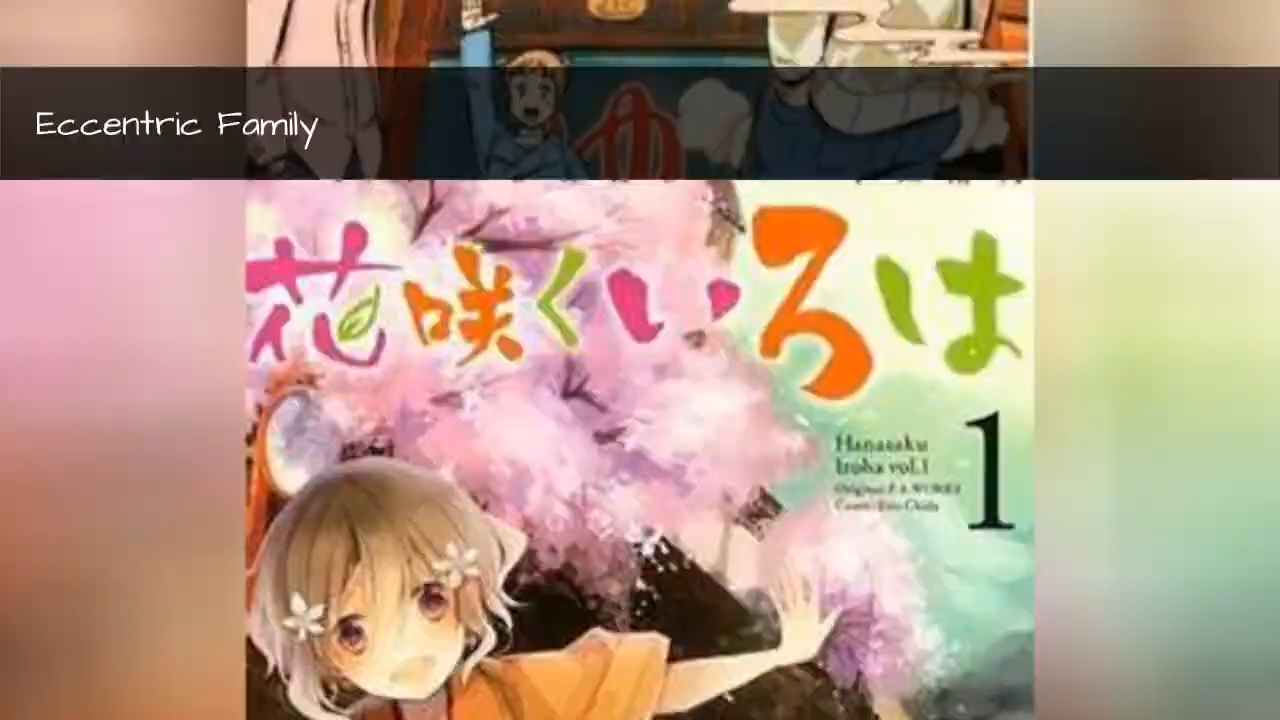 Eccentric Family
花咲くいろは
1
Hanasaku
Iroha vol.1